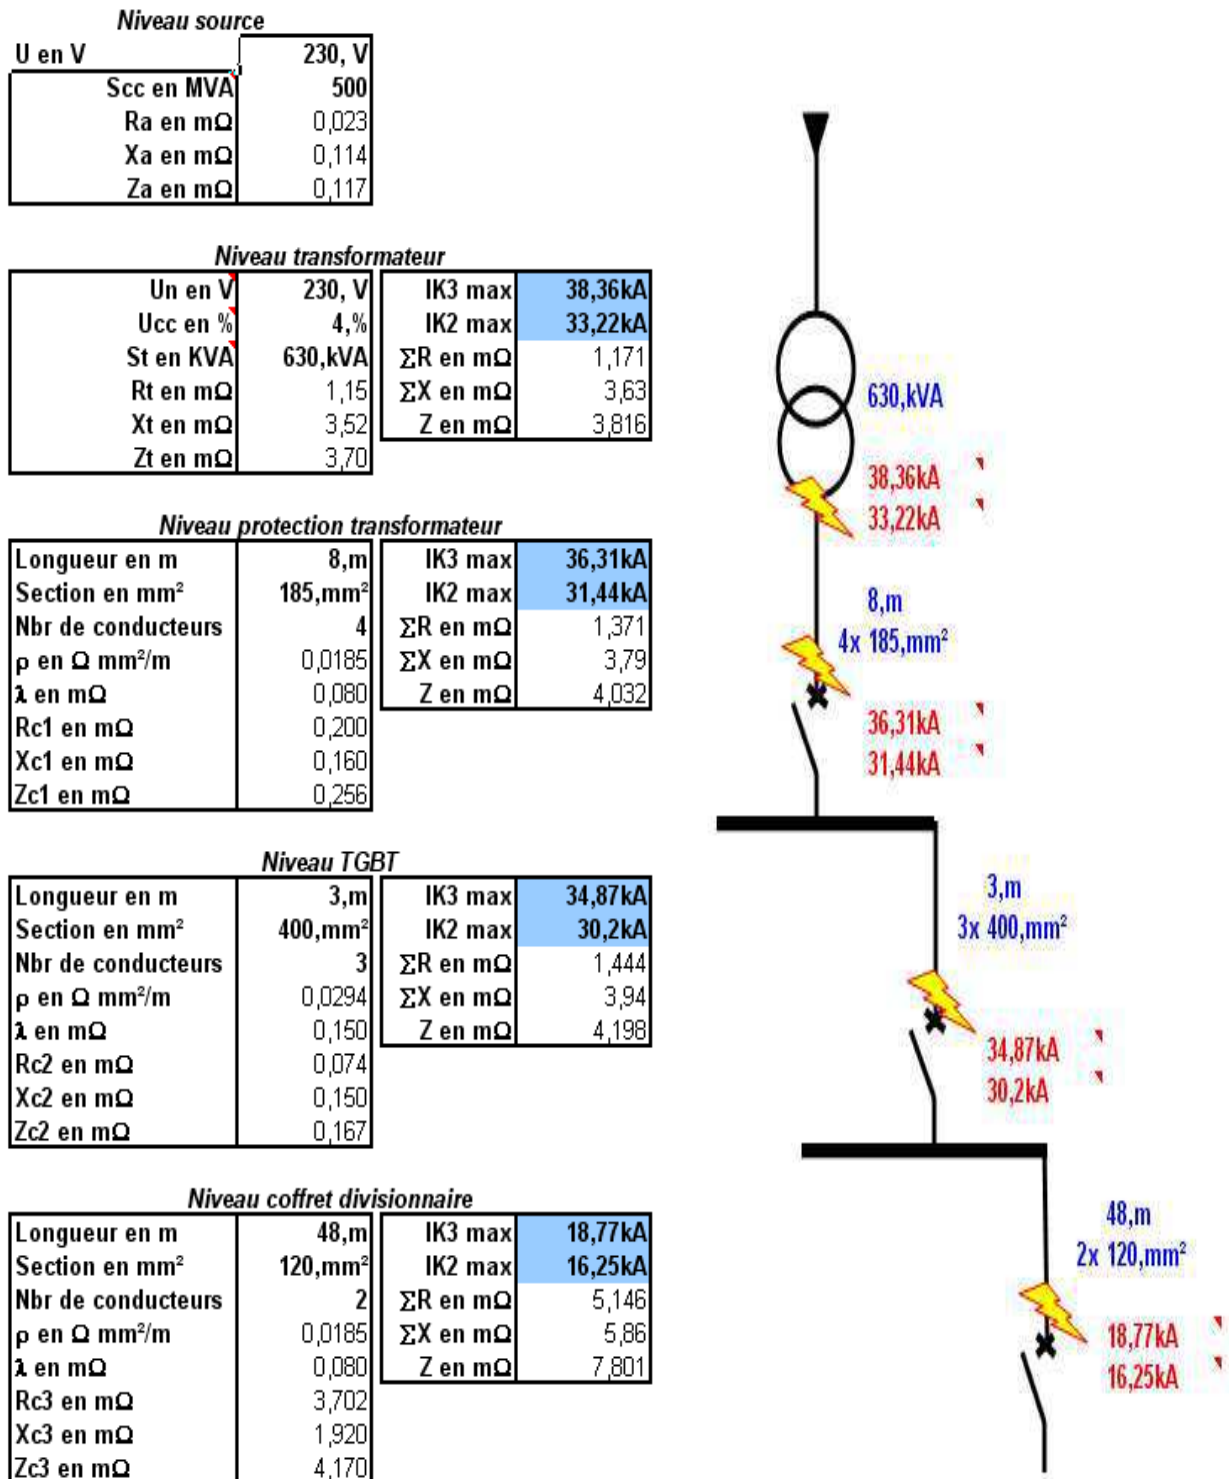 Niveau source
U en V 230, V
Scc en MVA 500
Ra en mΩ 0,023
Xa en mΩ 0,114
Za en mΩ 0,117
Niveau transformateur
Un en V 230, V IK3 max 38,36kA
Ucc en % 4,% IK2 max 33,22kA
St en KVA 630,kVA ΣR en mΩ 1,171
Rt en mΩ 1,15 ΣX en mΩ 3,63
Xt en mΩ 3,52 Z en mΩ 3,816
Zt en mΩ 3,70
Niveau protection transformateur
Longueur en m 8,m IK3 max 36,31kA
Section en mm² 185,mm² IK2 max 31,44kA
Nbr de conducteurs 4 ΣR en mΩ 1,371
ρ en Ω mm²/m 0,0185 ΣX en mΩ 3,79
λ en mΩ 0,080 Z en mΩ 4,032
Rc1 en mΩ 0,200
Xc1 en mΩ 0,160
Zc1 en mΩ 0,256
Niveau TGBT
Longueur en m 3,m IK3 max 34,87kA
Section en mm² 400,mm² IK2 max 30,2kA
Nbr de conducteurs 3 ΣR en mΩ 1,444
ρ en Ω mm²/m 0,0294 ΣX en mΩ 3,94
λ en mΩ 0,150 Z en mΩ 4,198
Rc2 en mΩ 0,074
Xc2 en mΩ 0,150
Zc2 en mΩ 0,167
Niveau coffret divisionnaire
Longueur en m 48,m IK3 max 18,77kA
Section en mm² 120,mm² IK2 max 16,25kA
Nbr de conducteurs 2 ΣR en mΩ 5,146
ρ en Ω mm²/m 0,0185 ΣX en mΩ 5,86
λ en mΩ 0,080 Z en mΩ 7,801
Rc3 en mΩ 3,702
Xc3 en mΩ 1,920
Zc3 en mΩ 4,170
630,kVA
38,36kA
33,22kA
8,m
4x 185,mm²
36,31kA
31,44kA
3,m
3x 400,mm²
34,87kA
30,2kA
48,m
2x 120,mm²
18,77kA
16,25kA